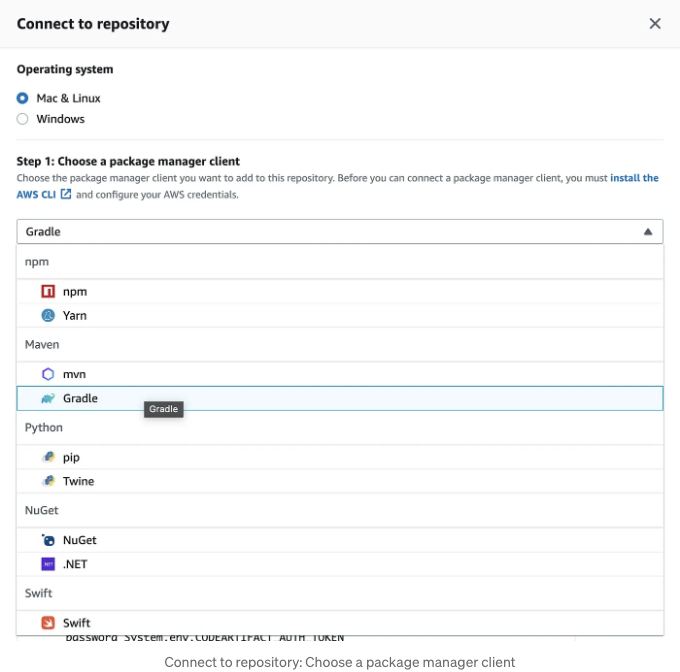 Connect to repository
Operating system
Mac & Linux
Windows
Step 1: Choose a package manager client
Choose the package manager client you want to add to this repository. Before you can connect a package manager client, you must install the
AWS CLI and configure your AWS credentials.
Gradle
npm
npm
Yarn
Maven
mvn
Gradle
Gradle
Python
pip
Twine
NuGet
NuGet
NET
.NET
Swift
Swift
password System.env.CODEARTIFACT_AUTH_TOKEN
Connect to repository: Choose a package manager client